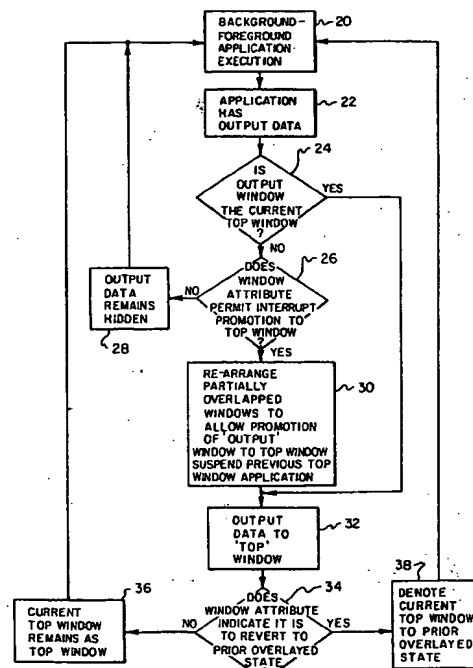 BACKGROUND-
FOREGROUND
APPLICATION
EXECUTION
20
APPLICATION
HAS
OUTPUT DATA
22
IS
OUTPUT
WINDOW
THE CURRENT
TOP WINDOW
?
24
YES
NO
DOES
WINDOW
ATTRIBUTE
PERMIT INTERRUPT
PROMOTION TO
TOP WINDOW
?
26
NO
YES
OUTPUT
DATA
REMAINS
HIDDEN
28
RE-ARRANGE
PARTIALLY
OVERLAPPED
WINDOWS TO
ALLOW PROMOTION
OF 'OUTPUT'
WINDOW TO TOP WINDOW
SUSPEND PREVIOUS TOP
WINDOW APPLICATION
30
OUTPUT
DATA TO
'TOP'
WINDOW
32
DOES
WINDOW ATTRIBUTE
INDICATE IT IS
TO REVERT TO
PRIOR OVERLAYED
STATE
34
NO
YES
36
CURRENT
TOP WINDOW
REMAINS AS
TOP WINDOW
38
DENOTE
CURRENT
TOP WINDOW
TO PRIOR
OVERLAYED
STATE